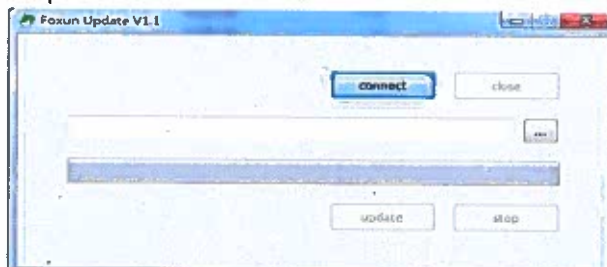 Foxun Update V1.1
connect close
...
update stop